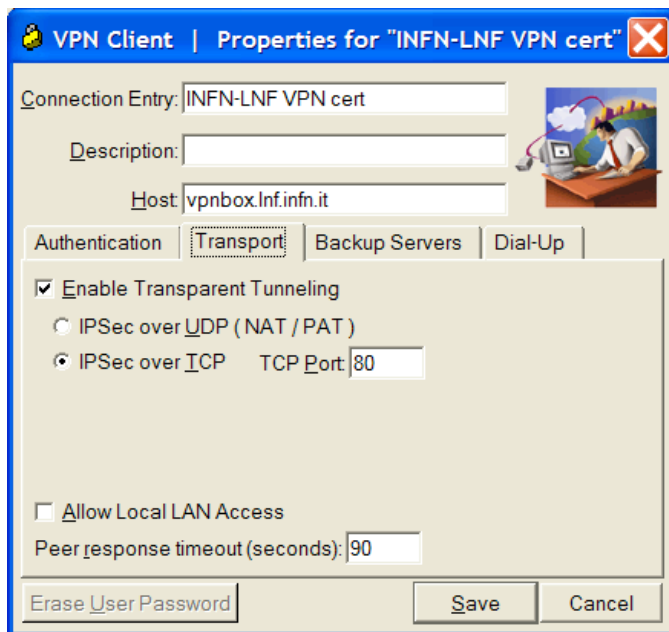 VPN Client | Properties for "INFN-LNF VPN cert"
Connection Entry: INFN-LNF VPN cert
Description:
Host: vpnbox.lnf.infn.it
Authentication Transport Backup Servers Dial-Up
Enable Transparent Tunneling
IPSec over UDP ( NAT / PAT )
IPSec over TCP TCP Port: 80
Allow Local LAN Access
Peer response timeout (seconds): 90
Erase User Password Save Cancel